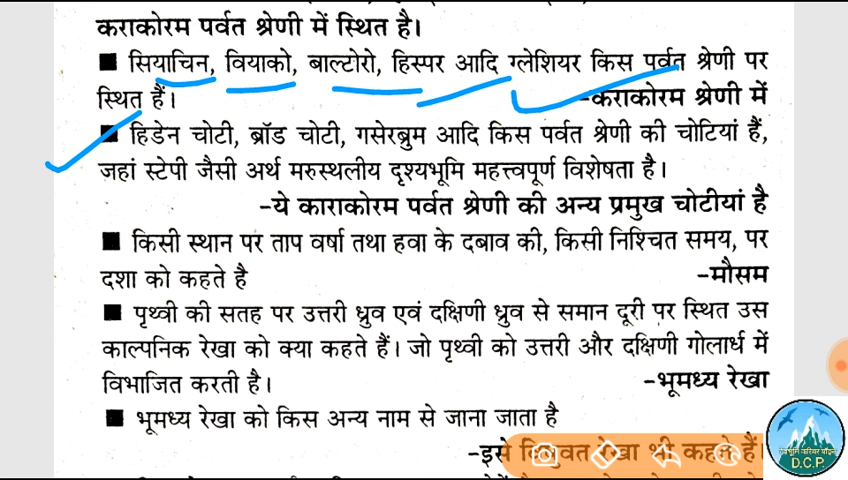 कराकोरम पर्वत श्रेणी में स्थित है।
■ सियाचिन, वियाको, बाल्टोरो, हिस्पर आदि ग्लेशियर किस पर्वत श्रेणी पर
स्थित हैं। -कराकोरम श्रेणी में
■ हिडेन चोटी, ब्रॉड चोटी, गसेरब्रुम आदि किस पर्वत श्रेणी की चोटियां हैं,
जहां स्टेपी जैसी अर्थ मरुस्थलीय दृश्यभूमि महत्त्वपूर्ण विशेषता है।
-ये काराकोरम पर्वत श्रेणी की अन्य प्रमुख चोटीयां है
■ किसी स्थान पर ताप वर्षा तथा हवा के दबाव की, किसी निश्चित समय, पर
दशा को कहते है -मौसम
■ पृथ्वी की सतह पर उत्तरी ध्रुव एवं दक्षिणी ध्रुव से समान दूरी पर स्थित उस
काल्पनिक रेखा को क्या कहते हैं। जो पृथ्वी को उत्तरी और दक्षिणी गोलार्ध में
विभाजित करती है। -भूमध्य रेखा
■ भूमध्य रेखा को किस अन्य नाम से जाना जाता है
-इसे विषुवत रेखा भी कहते हैं।
D.C.P.